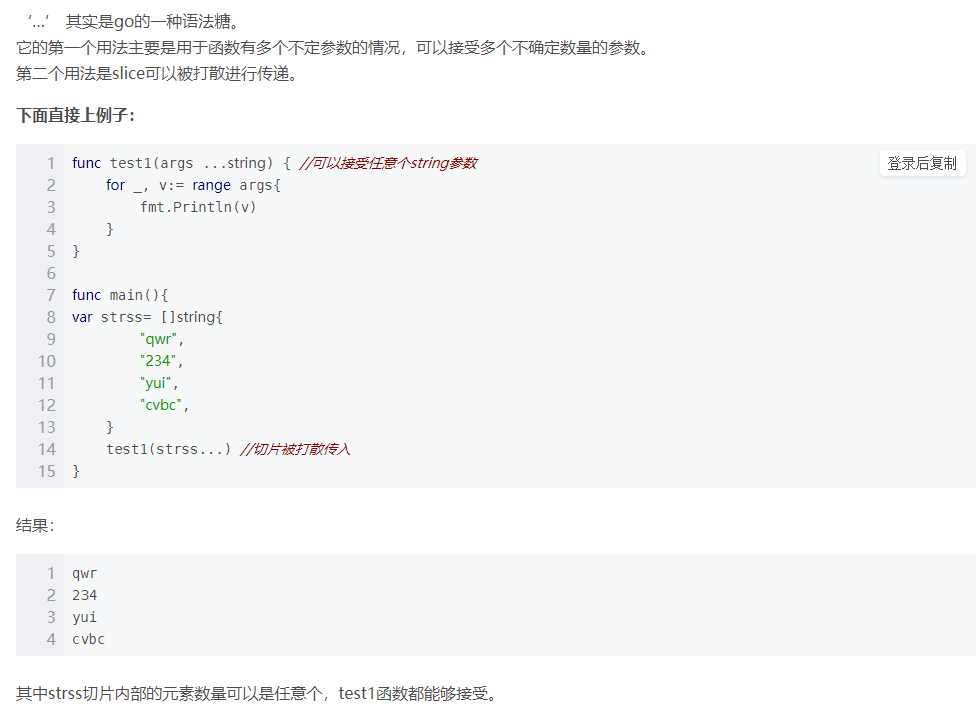 ‘…’ 其实是go的一种语法糖。
它的第一个用法主要是用于函数有多个不定参数的情况，可以接受多个不确定数量的参数。
第二个用法是slice可以被打散进行传递。
下面直接上例子：
登录后复制
1 func test1(args ...string) { //可以接受任意个string参数
2     for _, v:= range args{
3         fmt.Println(v)
4     }
5 }
6
7 func main(){
8 var strss= []string{
9         "qwr",
10         "234",
11         "yui",
12         "cvbc",
13     }
14     test1(strss...) //切片被打散传入
15 }
结果：
1 qwr
2 234
3 yui
4 cvbc
其中strss切片内部的元素数量可以是任意个，test1函数都能够接受。